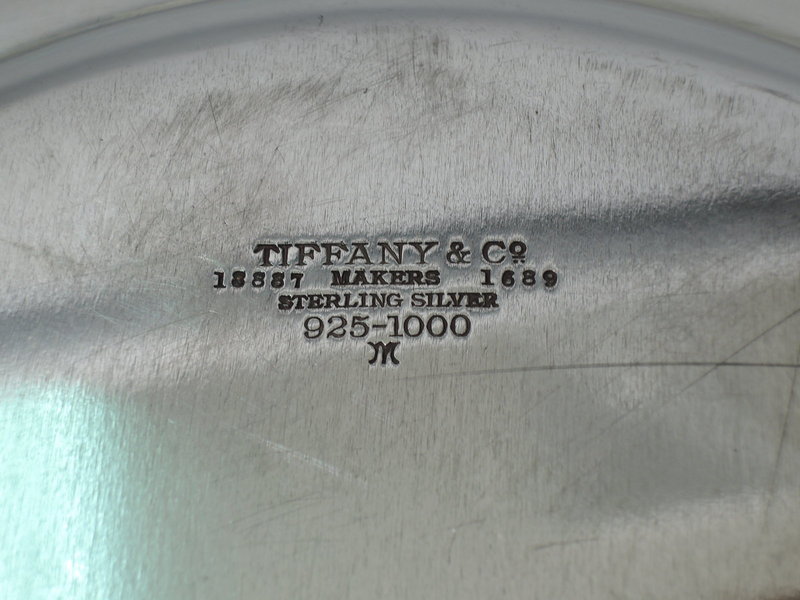 TIFFANY & Cº
18887 MAKERS 1689
STERLING SILVER
925-1000
M